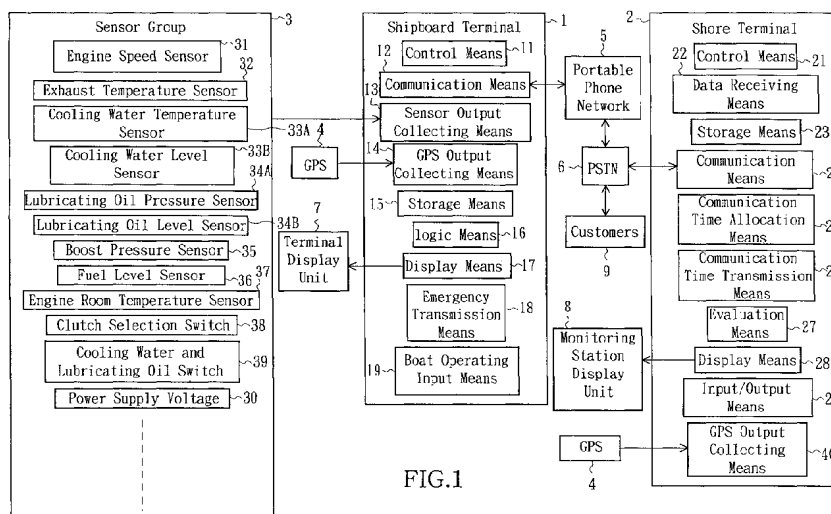 Sensor Group
3
Engine Speed Sensor
31
32
Exhaust Temperature Sensor
Cooling Water Temperature
Sensor
33A
Cooling Water Level
Sensor
33B
34A
Lubricating Oil Pressure Sensor
Lubricating Oil Level Sensor
34B
Boost Pressure Sensor
35
Fuel Level Sensor
36
37
Engine Room Temperature Sensor
Clutch Selection Switch
38
Cooling Water and
Lubricating Oil Switch
39
Power Supply Voltage
30
Shipboard Terminal
1
Control Means
11
12
Communication Means
13
Sensor Output
Collecting Means
4
GPS
14
GPS Output
Collecting Means
15
Storage Means
logic Means
16
7
Terminal
Display
Unit
Display Means
17
Emergency
Transmission
Means
18
19
Boat Operating
Input Means
5
Portable
Phone
Network
6
PSTN
Customers
9
8
Monitoring
Station
Display
Unit
GPS
4
2
Shore Terminal
Control Means
21
22
Data Receiving
Means
Storage Means
23
Communication
Means
2
Communication
Time Allocation
Means
2
Communication
Time Transmission
Means
2
Evaluation
Means
27
Display Means
28
Input/Output
Means
2
GPS Output
Collecting
Means
40
FIG.1